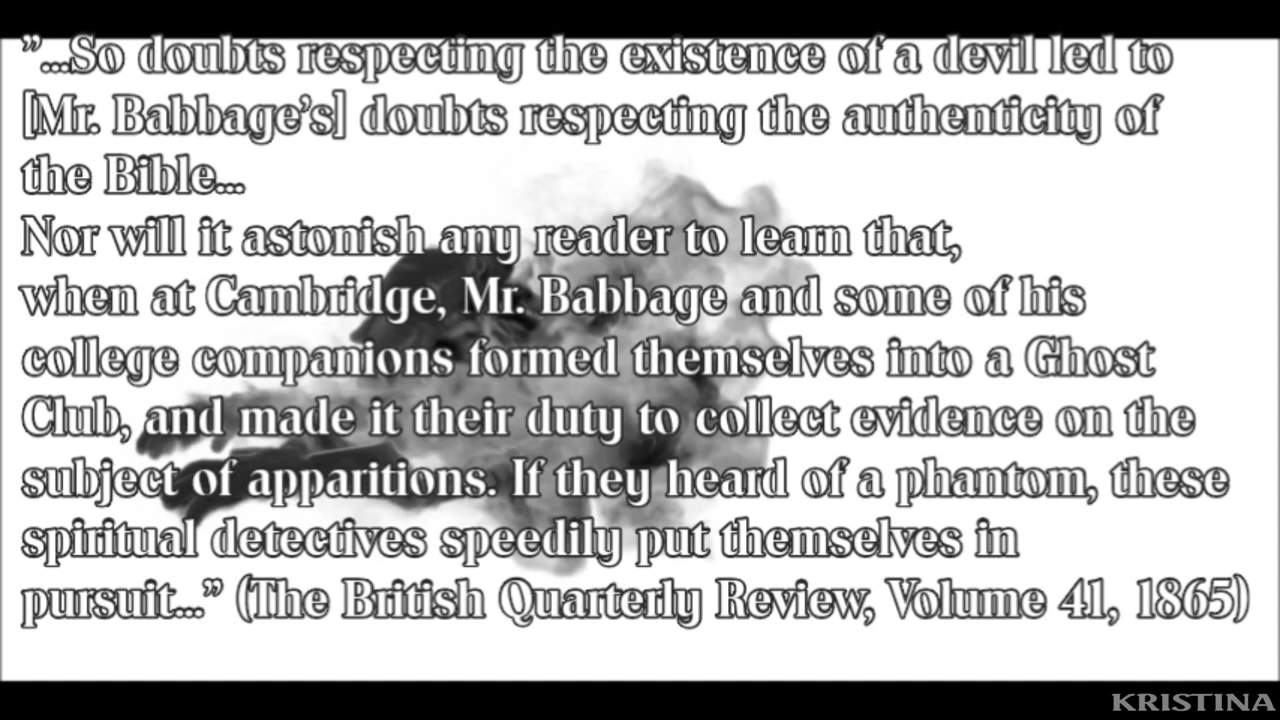 ”...So doubts respecting the existence of a devil led to
[Mr. Babbage’s] doubts respecting the authenticity of
the Bible...
Nor will it astonish any reader to learn that,
when at Cambridge, Mr. Babbage and some of his
college companions formed themselves into a Ghost
Club, and made it their duty to collect evidence on the
subject of apparitions. If they heard of a phantom, these
spiritual detectives speedily put themselves in
pursuit...” (The British Quarterly Review, Volume 41, 1865)
KRISTINA